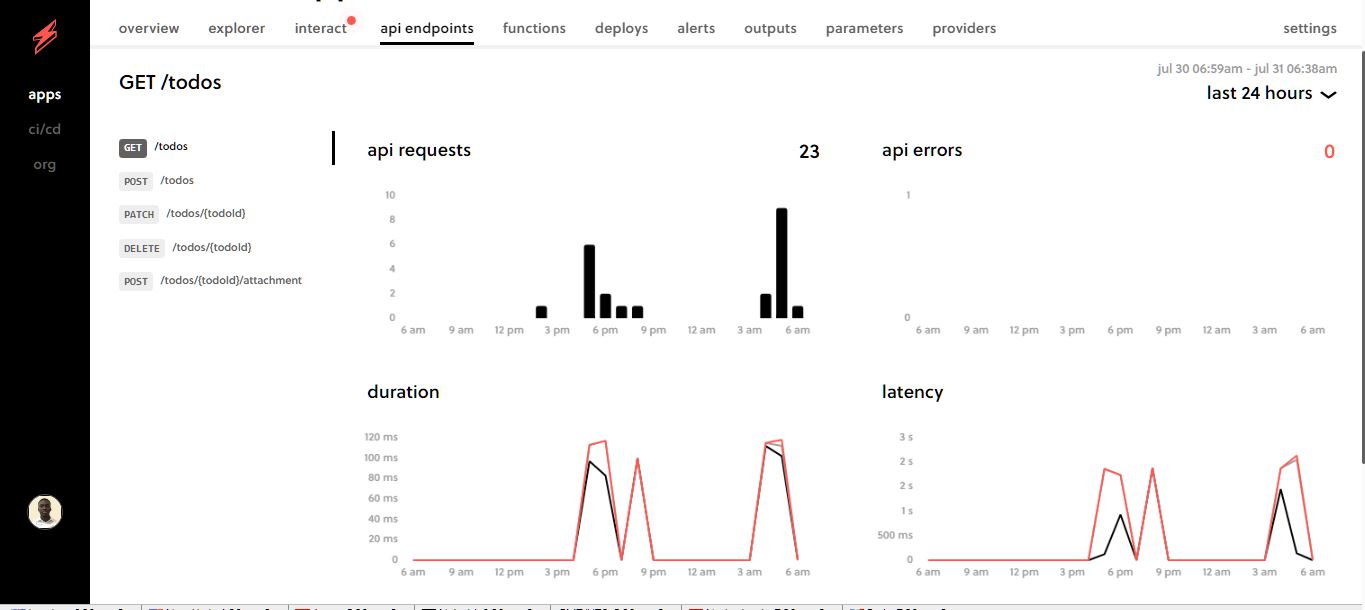 overview explorer interact api endpoints functions deploys alerts outputs parameters providers settings
apps
ci/cd
org
GET /todos
jul 30 06:59am - jul 31 06:38am
last 24 hours
GET /todos
POST /todos
PATCH /todos/{todoId}
DELETE /todos/{todoId}
POST /todos/{todoId}/attachment
api requests 23
10
8
6
4
2
0
6 am 9 am 12 pm 3 pm 6 pm 9 pm 12 am 3 am 6 am
api errors 0
1
0
6 am 9 am 12 pm 3 pm 6 pm 9 pm 12 am 3 am 6 am
duration
120 ms
100 ms
80 ms
60 ms
40 ms
20 ms
0
6 am 9 am 12 pm 3 pm 6 pm 9 pm 12 am 3 am 6 am
latency
3 s
2 s
2 s
1 s
500 ms
0
6 am 9 am 12 pm 3 pm 6 pm 9 pm 12 am 3 am 6 am